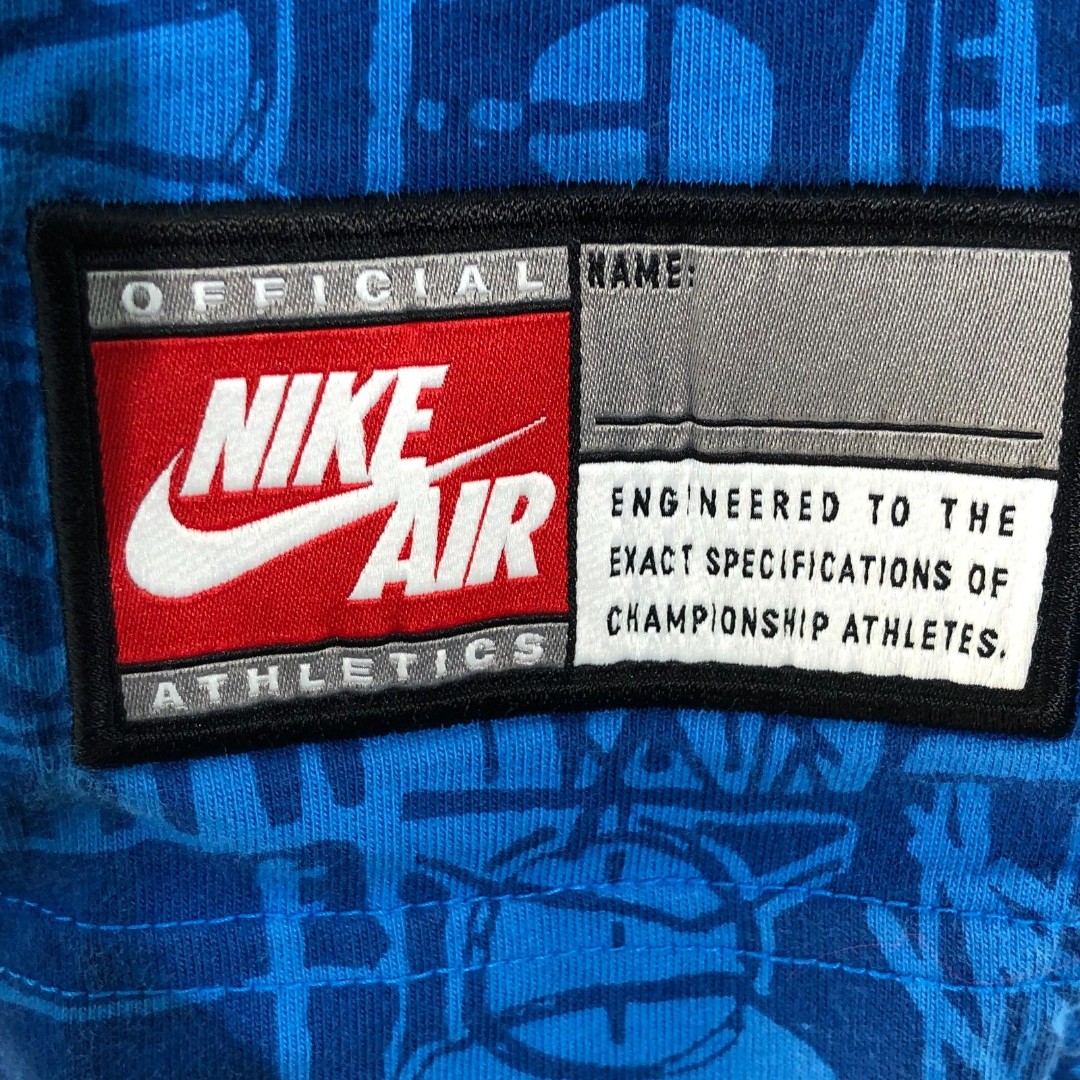 OFFICIAL
NIKE
AIR
ATHLETICS
NAME:
ENGINEERED TO THE
EXACT SPECIFICATIONS OF
CHAMPIONSHIP ATHLETES.